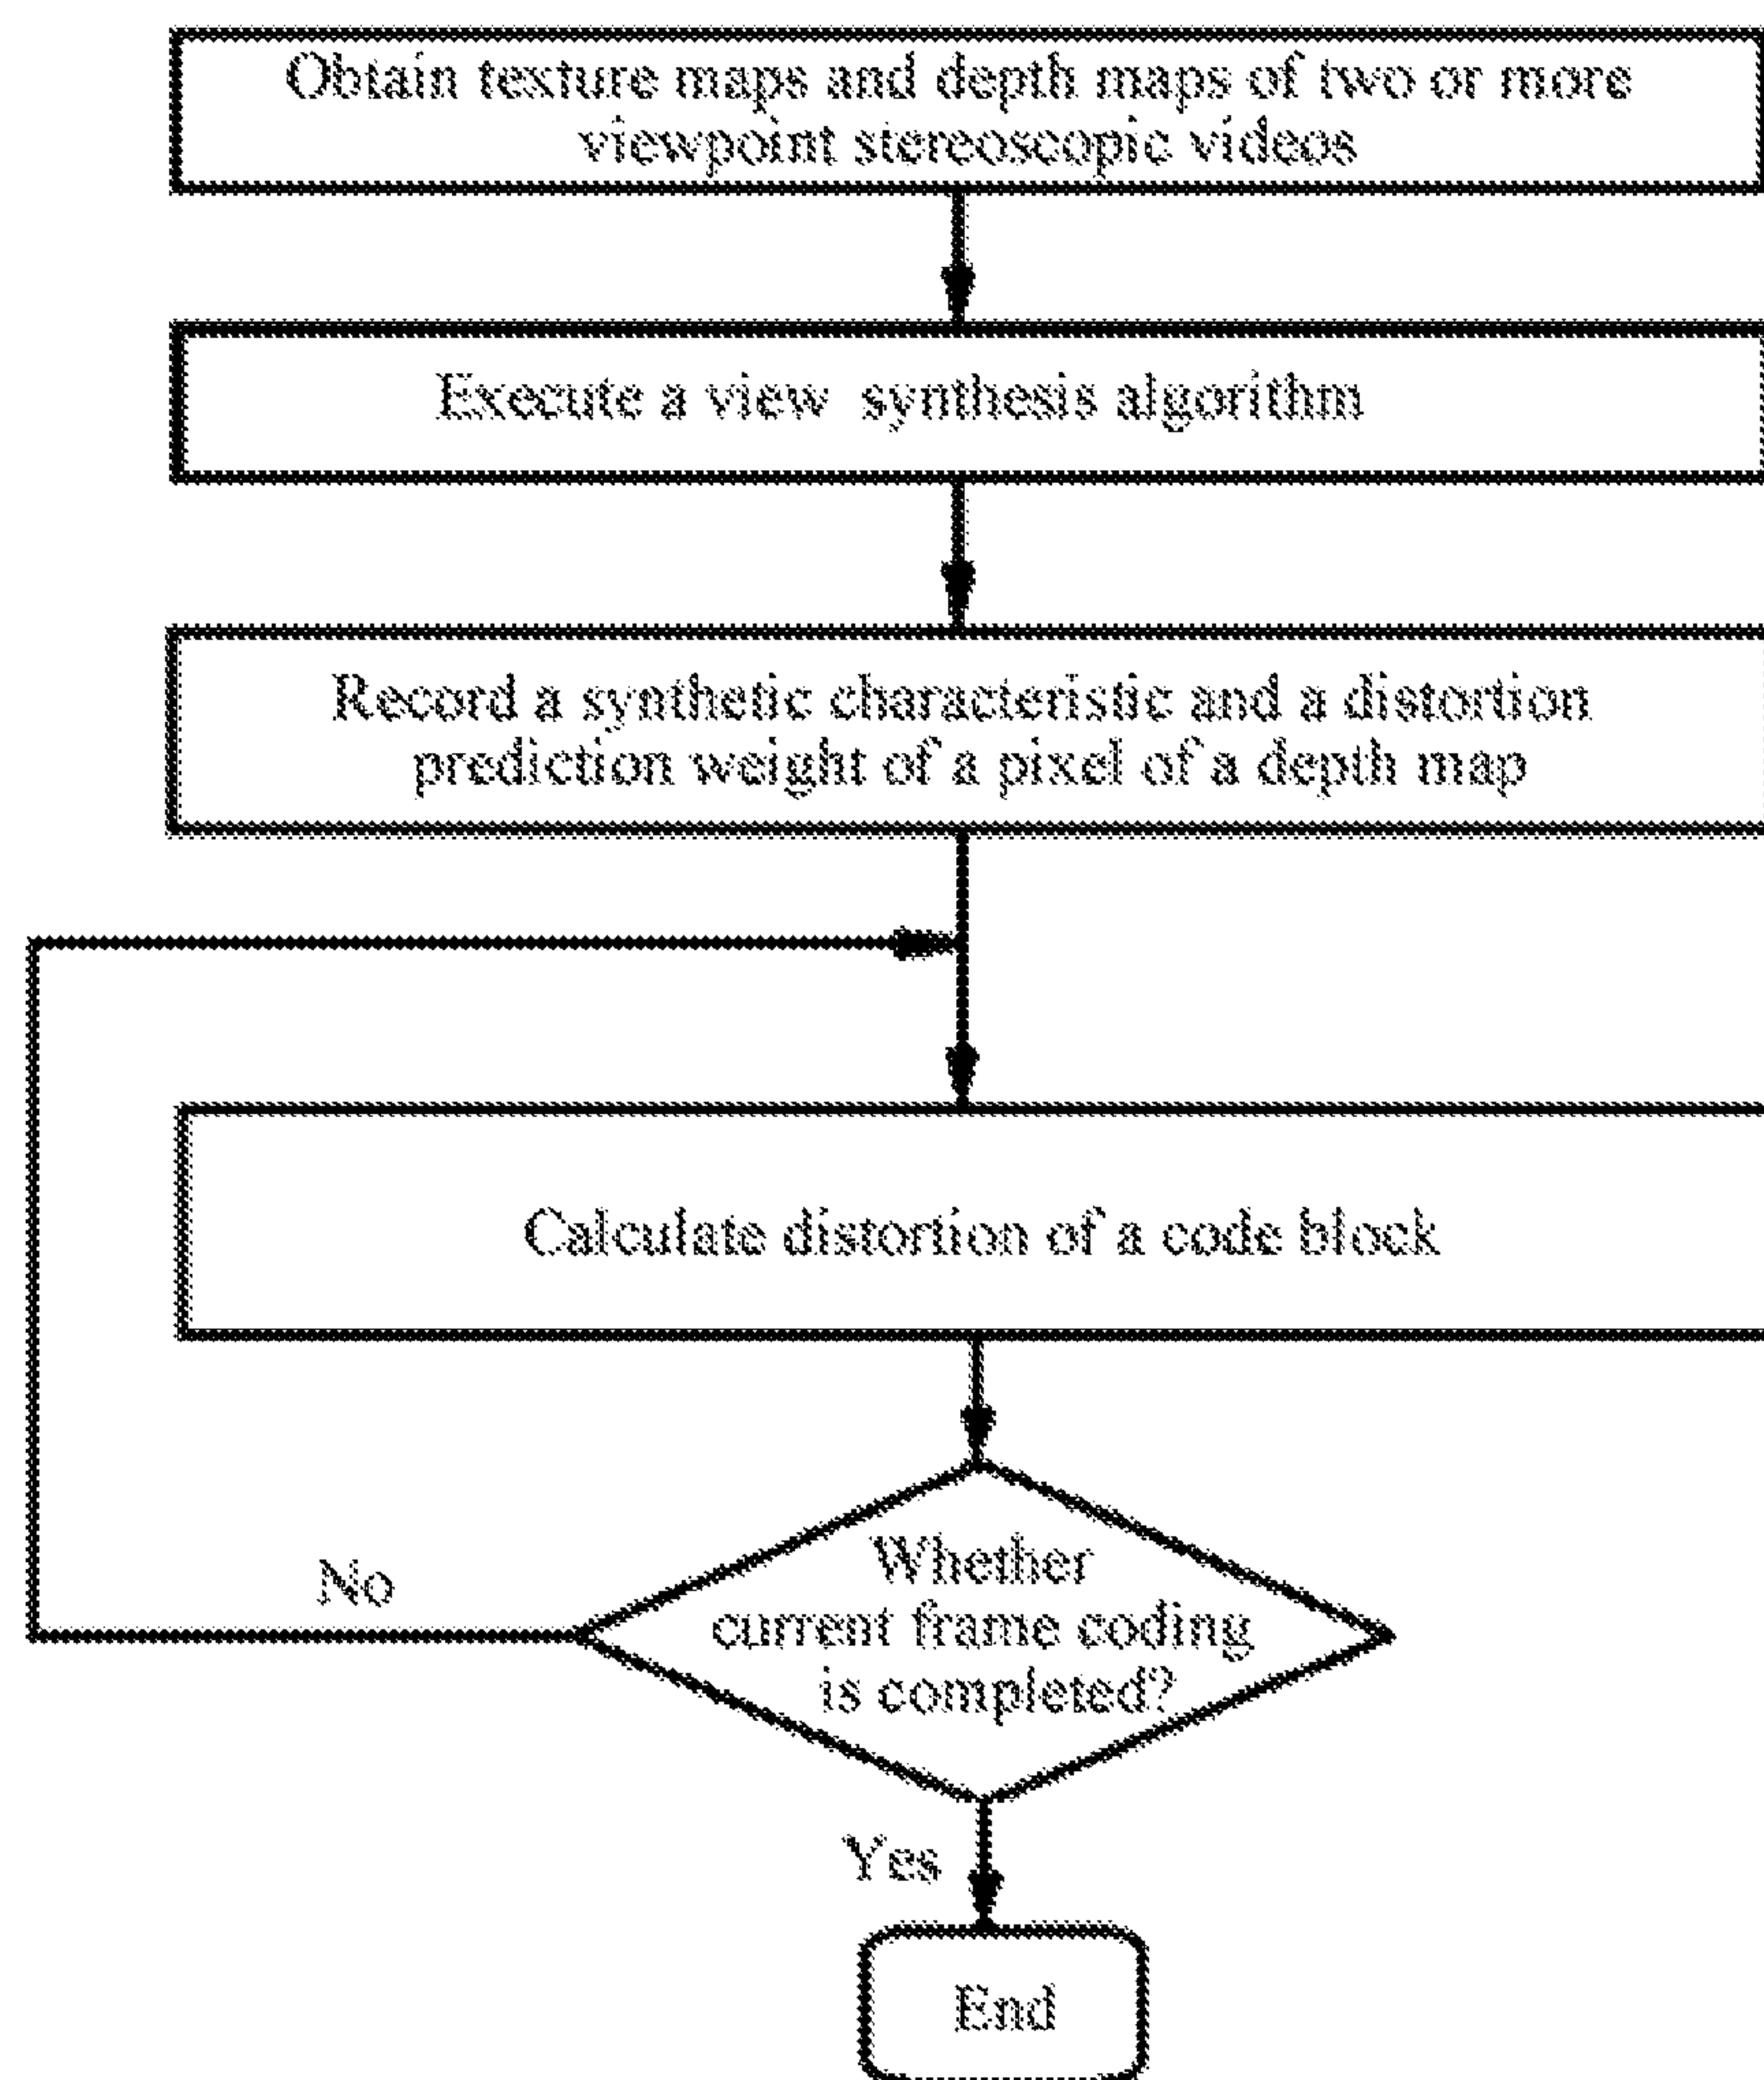 Obtain texture maps and depth maps of two or more
viewpoint stereoscopic videos
Execute a view synthesis algorithm
Record a synthetic characteristic and a distortion
prediction weight of a pixel of a depth map
Calculate distortion of a code block
Whether
current frame coding
is completed?
No
Yes
End